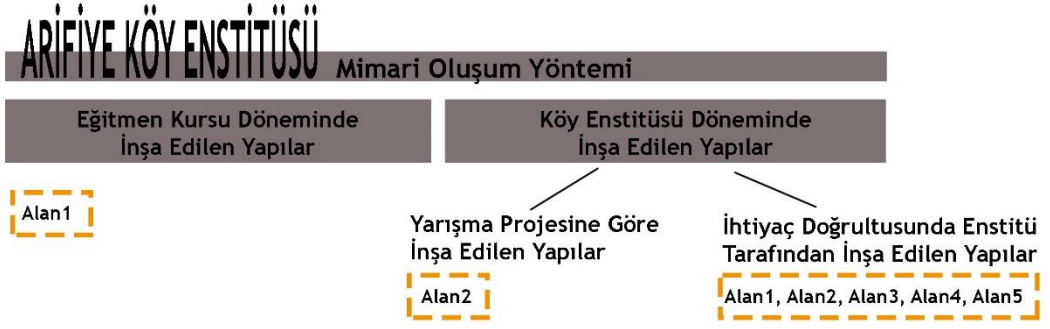 ARİFİYE KÖY ENSTİTÜSÜ Mimari Oluşum Yöntemi
Eğitmen Kursu Döneminde
İnşa Edilen Yapılar
Köy Enstitüsü Döneminde
İnşa Edilen Yapılar
Alan1
Yarışma Projesine Göre
İnşa Edilen Yapılar
Alan2
İhtiyaç Doğrultusunda Enstitü
Tarafından İnşa Edilen Yapılar
Alan1, Alan2, Alan3, Alan4, Alan5